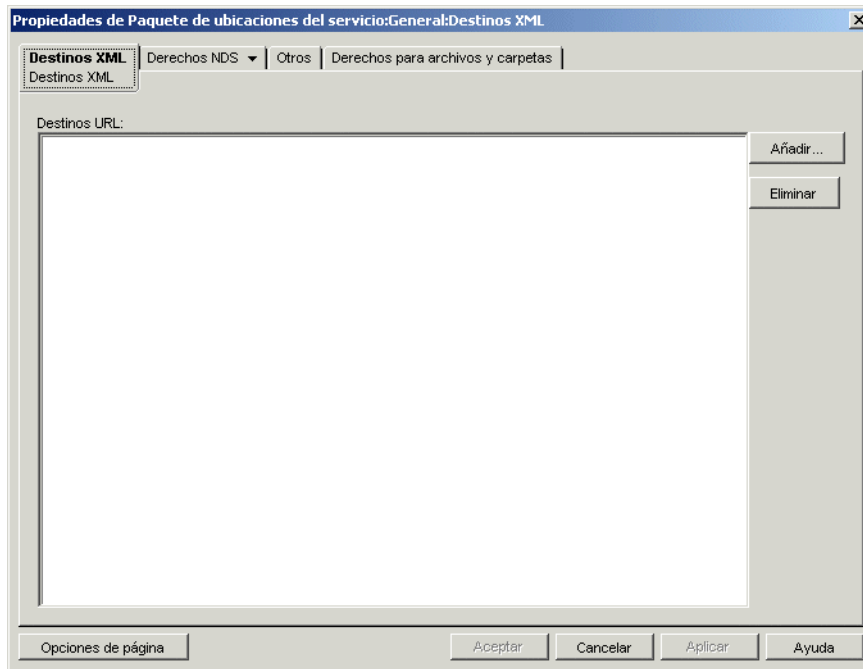 Propiedades de Paquete de ubicaciones del servicio:General:Destinos XML
Destinos XML Derechos NDS Otros Derechos para archivos y carpetas
Destinos XML
Destinos URL:
Añadir...
Eliminar
Opciones de página Aceptar Cancelar Aplicar Ayuda